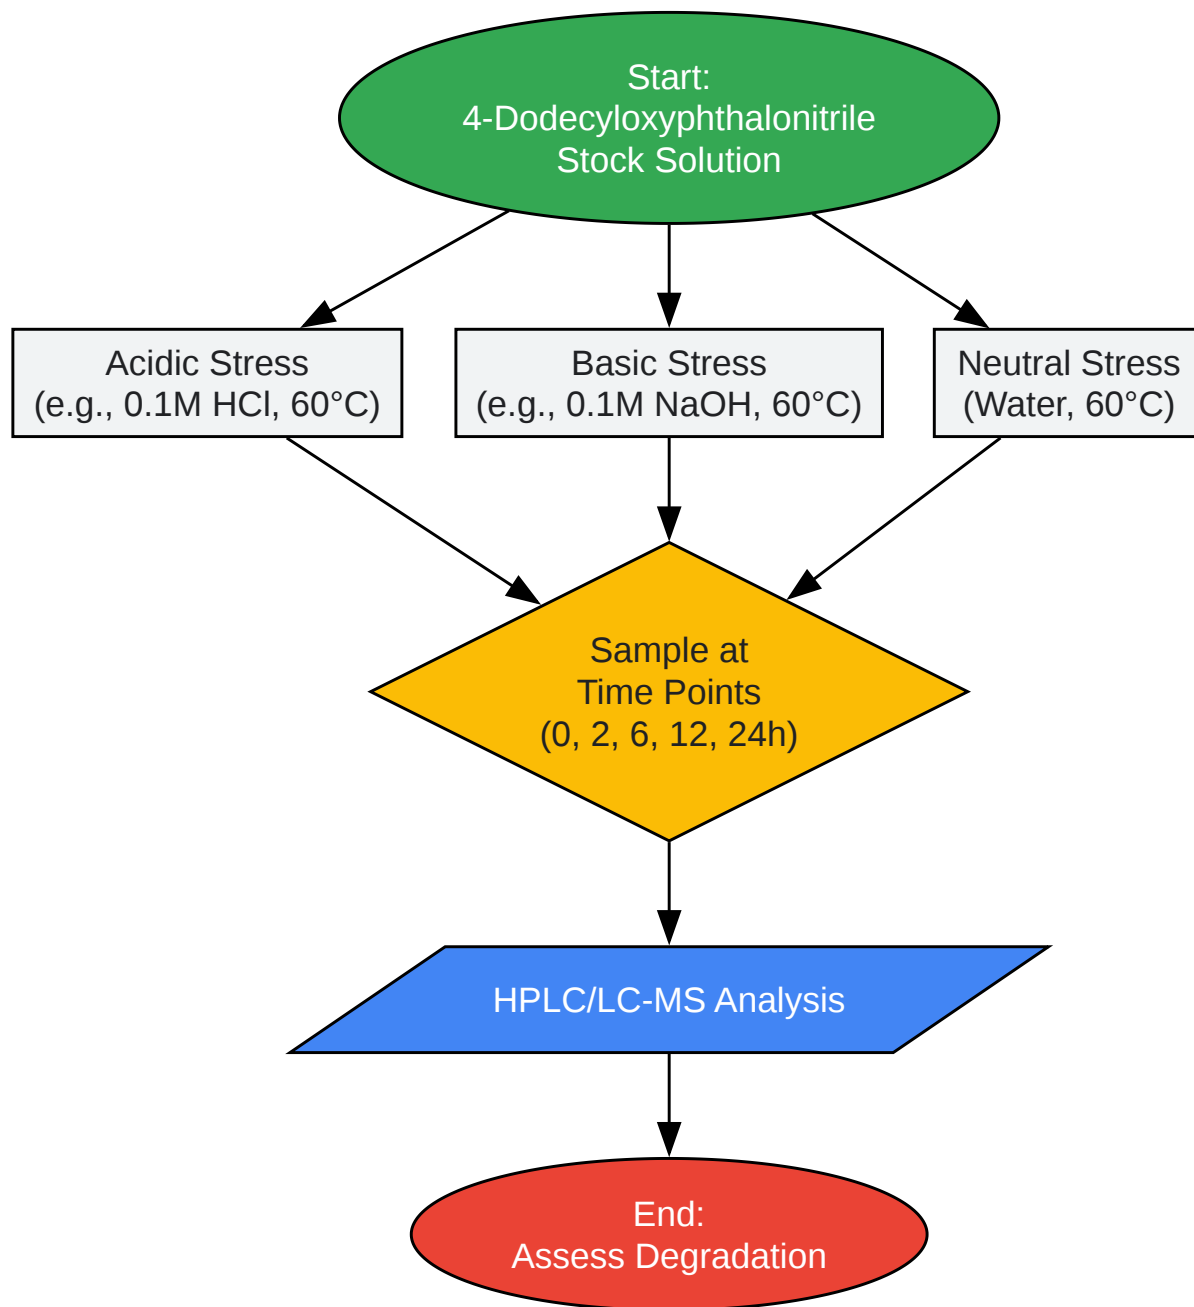 Start:
4-Dodecyloxyphthalonitrile
Stock Solution
Acidic Stress
(e.g., 0.1M HCl, 60°C)
Basic Stress
(e.g., 0.1M NaOH, 60°C)
Neutral Stress
(Water, 60°C)
Sample at
Time Points
(0, 2, 6, 12, 24h)
HPLC/LC-MS Analysis
End:
Assess Degradation